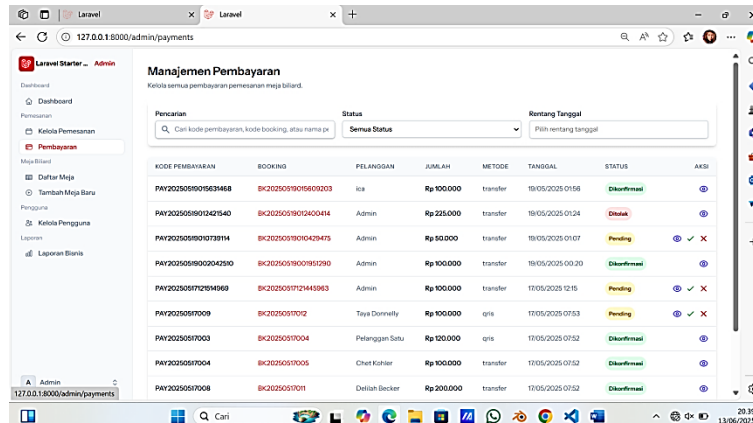 Laravel
Laravel
127.0.0.1:8000/admin/payments
Laravel Starter ... Admin
Dashboard
Dashboard
Pemesanan
Kelola Pemesanan
Pembayaran
Meja Biliard
Daftar Meja
Tambah Meja Baru
Pengguna
Kelola Pengguna
Laporan
Laporan Bisnis
A Admin
127.0.0.1:8000/admin/payments
Manajemen Pembayaran
Kelola semua pembayaran pemesanan meja biliard.
Pencarian Status Rentang Tanggal
Cari kode pembayaran, kode booking, atau nama pe Semua Status Pilih rentang tanggal
KODE PEMBAYARAN BOOKING PELANGGAN JUMLAH METODE TANGGAL STATUS AKSI
PAY20250519015631468 BK20250519015609203 ica Rp 100.000 transfer 19/05/2025 01:56 Dikonfirmasi
PAY20250519012421540 BK20250519012400414 Admin Rp 225.000 transfer 19/05/2025 01:24 Ditolak
PAY20250519010739114 BK20250519010429475 Admin Rp 50.000 transfer 19/05/2025 01:07 Pending
PAY20250519002042510 BK20250519001951290 Admin Rp 100.000 transfer 19/05/2025 00:20 Dikonfirmasi
PAY20250517121514969 BK20250517121445963 Admin Rp 100.000 transfer 17/05/2025 12:15 Pending
PAY20250517009 BK20250517012 Taya Donnelly Rp 100.000 qris 17/05/2025 07:53 Pending
PAY20250517003 BK20250517004 Pelanggan Satu Rp 120.000 qris 17/05/2025 07:52 Dikonfirmasi
PAY20250517004 BK20250517005 Chet Kohler Rp 100.000 transfer 17/05/2025 07:52 Dikonfirmasi
PAY20250517008 BK20250517011 Delilah Becker Rp 200.000 transfer 17/05/2025 07:52 Dikonfirmasi
Cari
20.35
13/06/2025